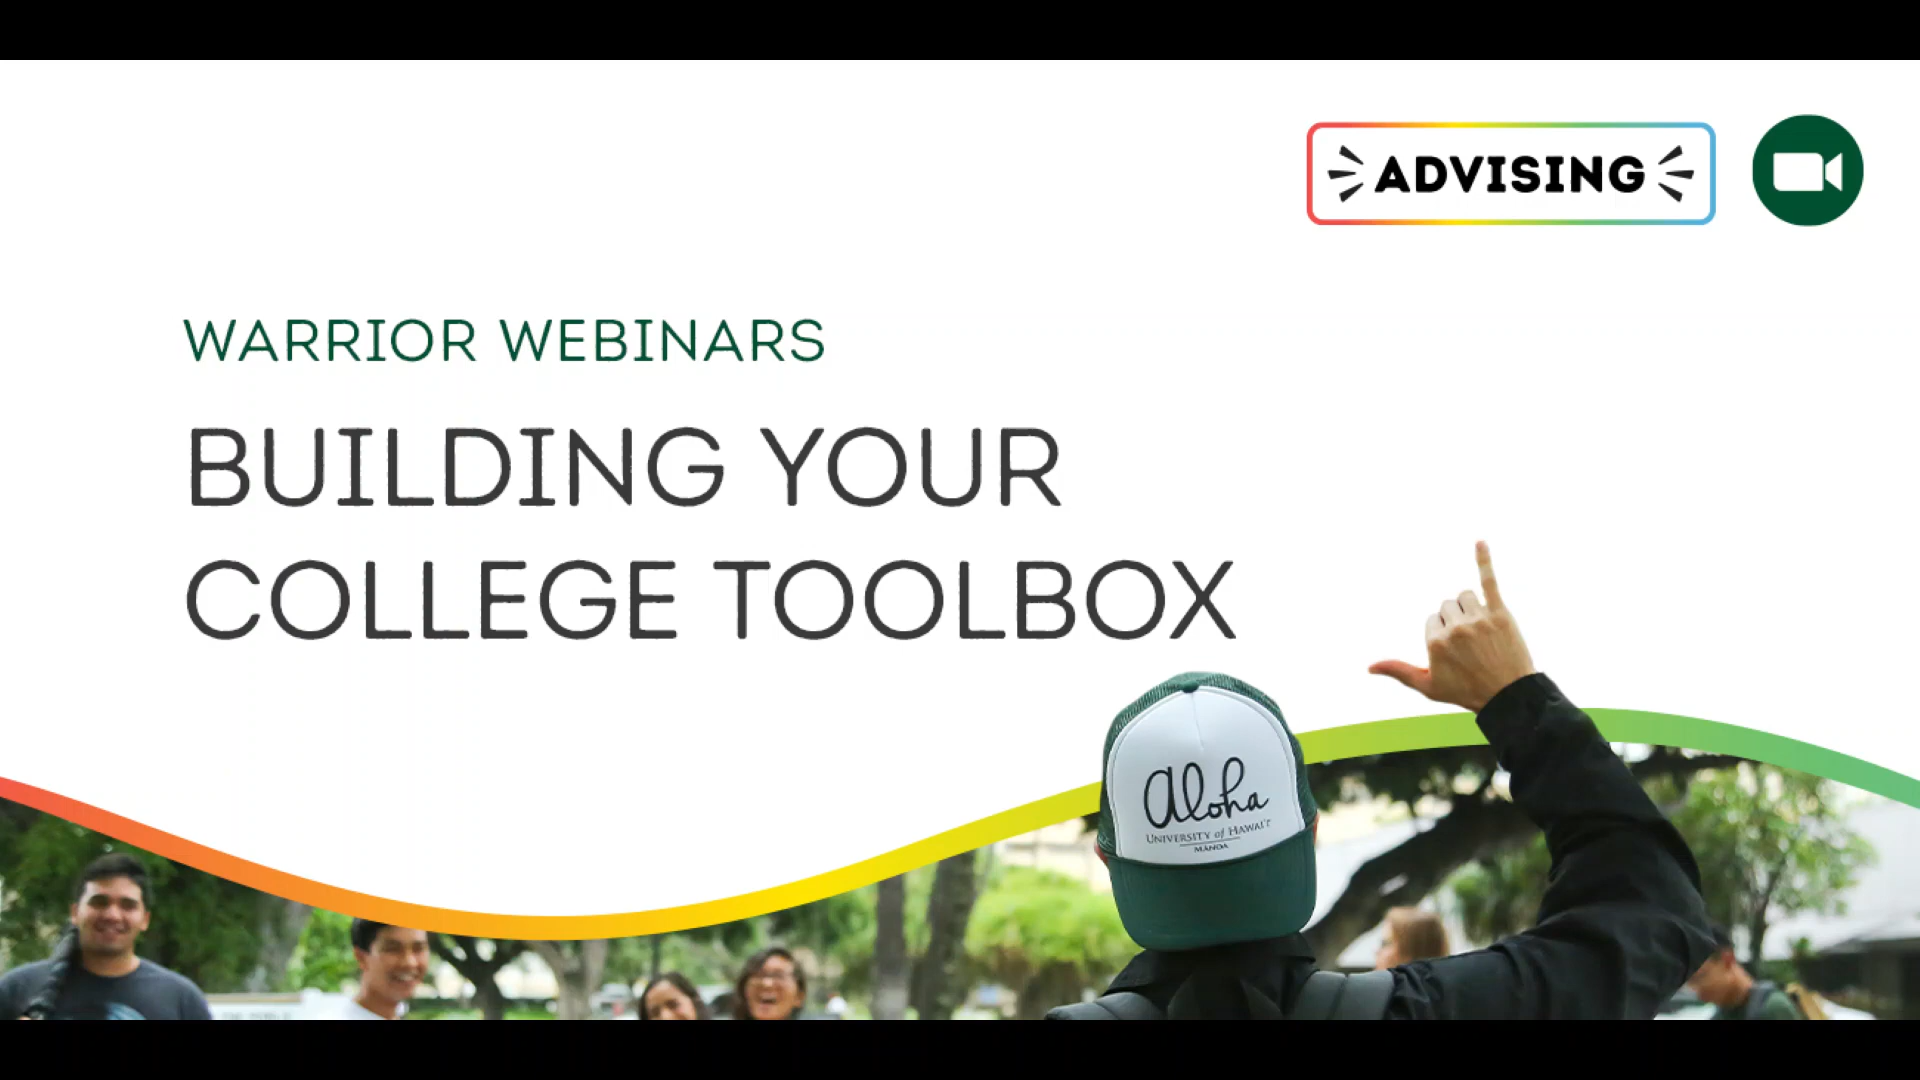 ADVISING
WARRIOR WEBINARS
BUILDING YOUR
COLLEGE TOOLBOX
aloha
UNIVERSITY of HAWAI'I
MĀNOA